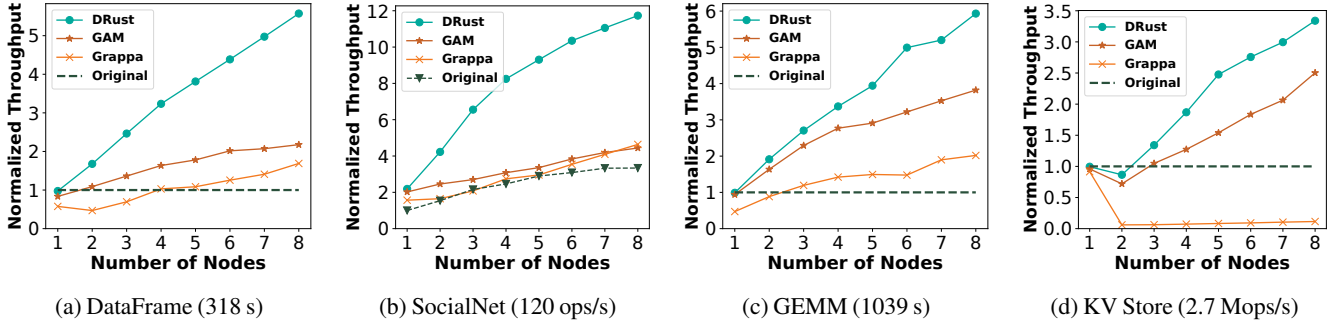 Normalized Throughput
5
4
3
2
1
0
DRust
GAM
Grappa
Original
1 2 3 4 5 6 7 8
Number of Nodes
(a) DataFrame (318 s)
Normalized Throughput
12
10
8
6
4
2
0
DRust
GAM
Grappa
Original
1 2 3 4 5 6 7 8
Number of Nodes
(b) SocialNet (120 ops/s)
Normalized Throughput
6
5
4
3
2
1
0
DRust
GAM
Grappa
Original
1 2 3 4 5 6 7 8
Number of Nodes
(c) GEMM (1039 s)
Normalized Throughput
3.5
3.0
2.5
2.0
1.5
1.0
0.5
0.0
DRust
GAM
Grappa
Original
1 2 3 4 5 6 7 8
Number of Nodes
(d) KV Store (2.7 Mops/s)